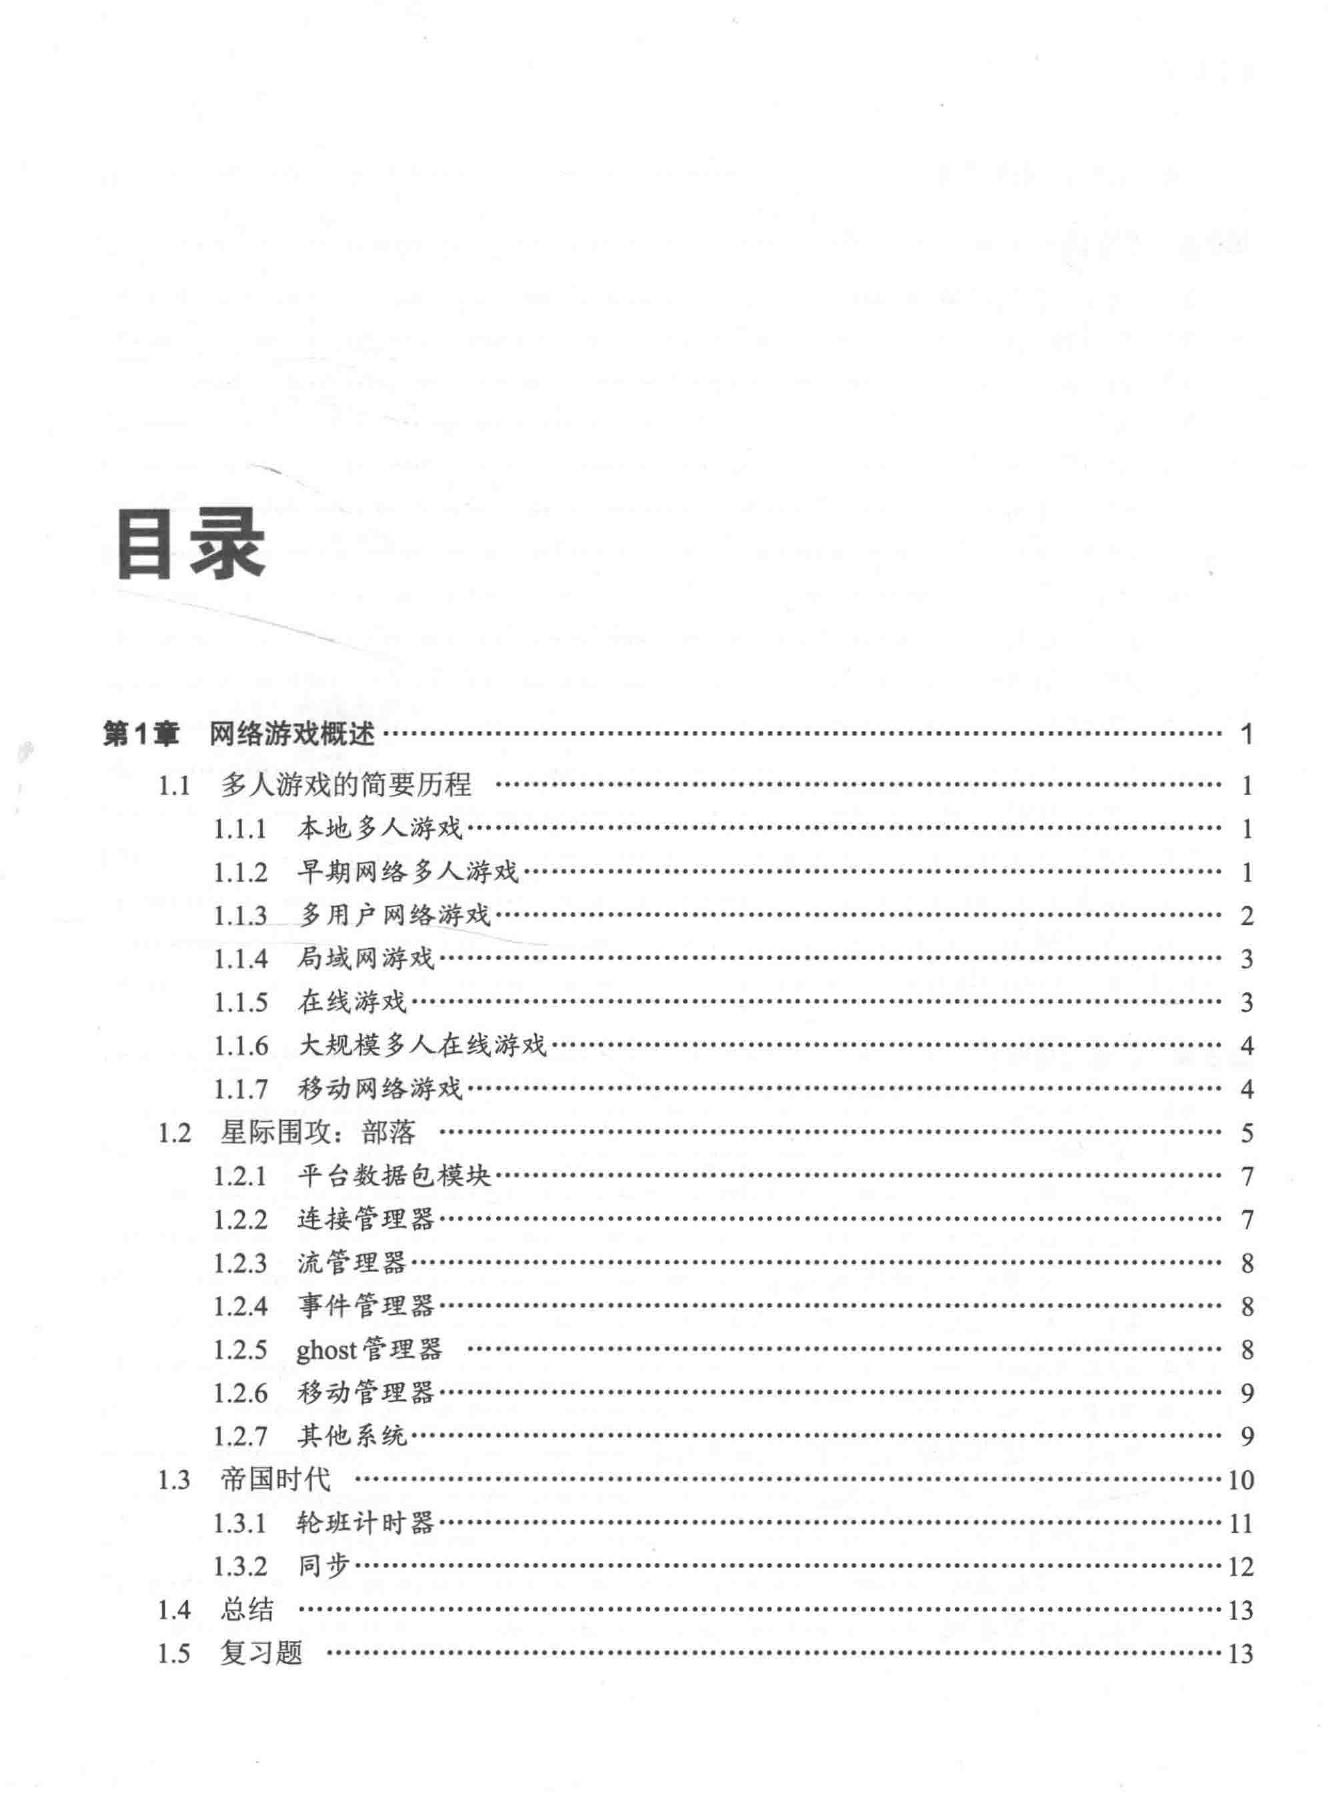 目录
第1章 网络游戏概述 1
1.1 多人游戏的简要历程 1
1.1.1 本地多人游戏 1
1.1.2 早期网络多人游戏 1
1.1.3 多用户网络游戏 2
1.1.4 局域网游戏 3
1.1.5 在线游戏 3
1.1.6 大规模多人在线游戏 4
1.1.7 移动网络游戏 4
1.2 星际围攻：部落 5
1.2.1 平台数据包模块 7
1.2.2 连接管理器 7
1.2.3 流管理器 8
1.2.4 事件管理器 8
1.2.5 ghost管理器 8
1.2.6 移动管理器 9
1.2.7 其他系统 9
1.3 帝国时代 10
1.3.1 轮班计时器 11
1.3.2 同步 12
1.4 总结 13
1.5 复习题 13